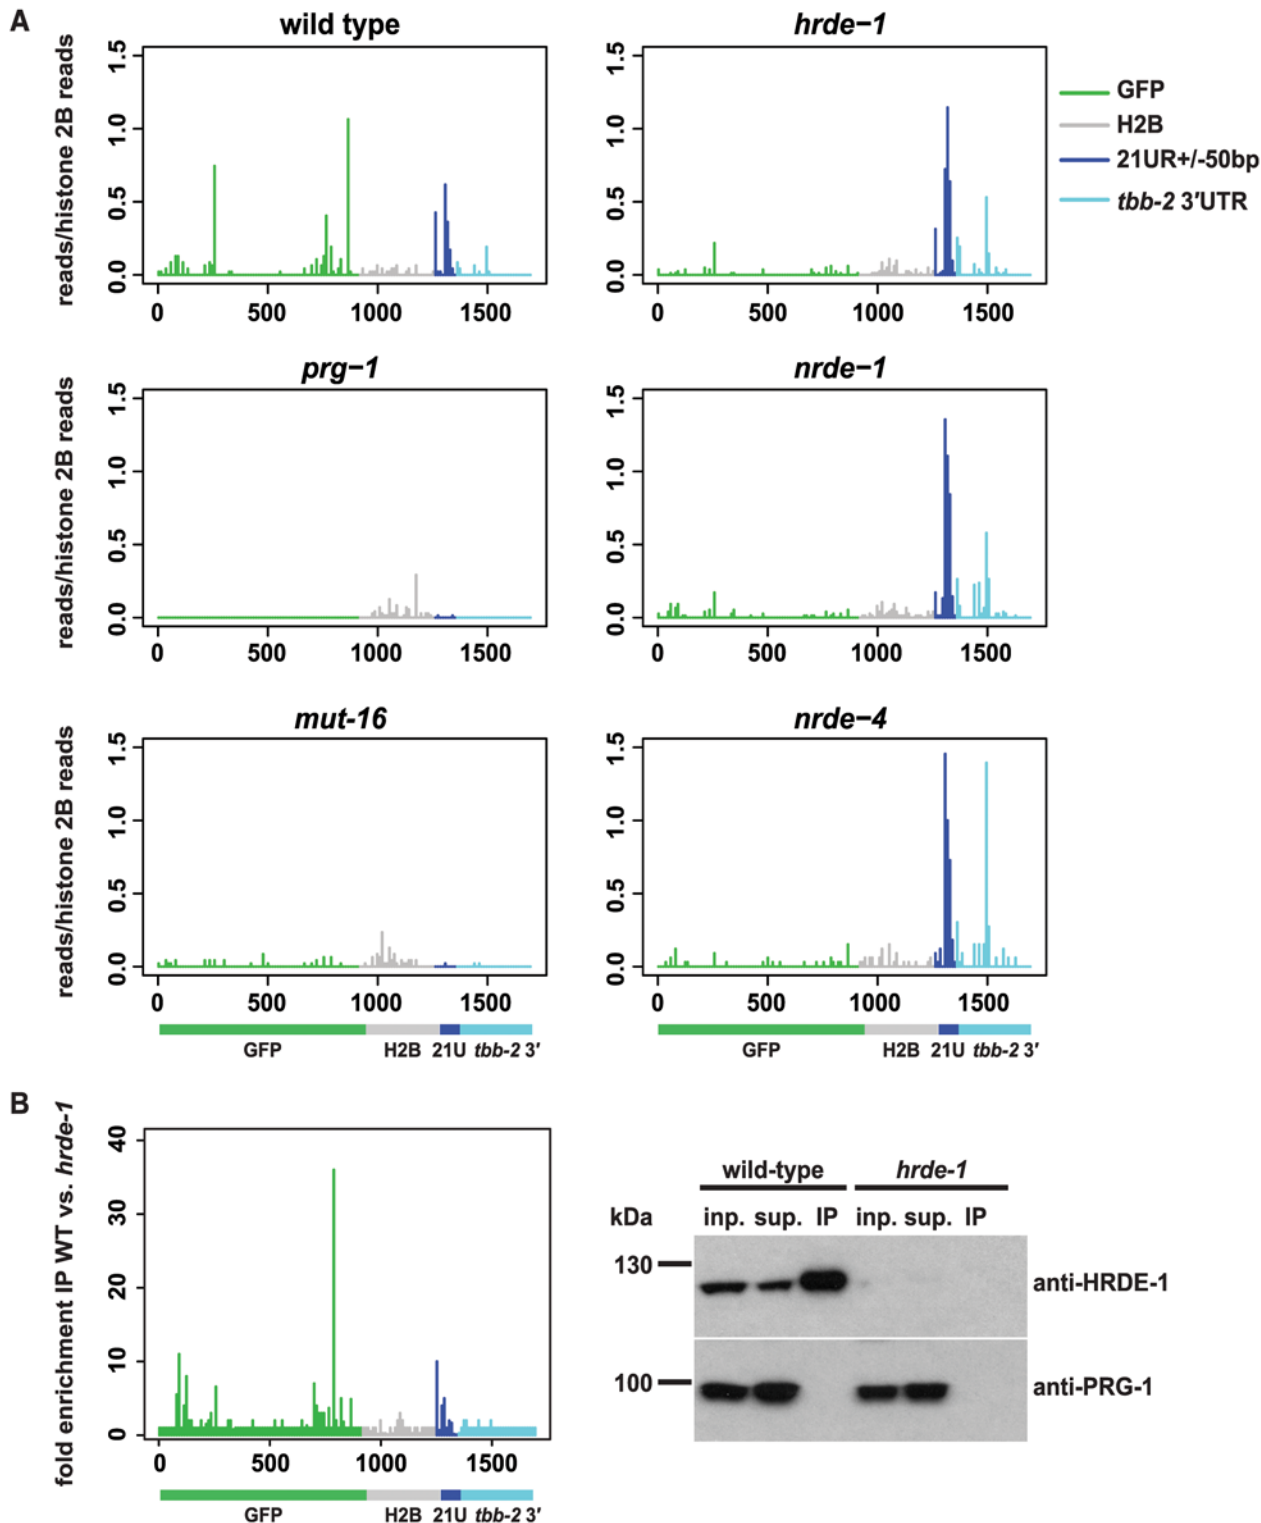 A
wild type
hrde−1
reads/histone 2B reads
1.5
1.0
0.5
0.0
0 500 1000 1500
1.5
1.0
0.5
0.0
0 500 1000 1500
GFP
H2B
21UR+/-50bp
tbb-2 3′UTR
prg−1
nrde−1
reads/histone 2B reads
1.5
1.0
0.5
0.0
0 500 1000 1500
1.5
1.0
0.5
0.0
0 500 1000 1500
mut-16
nrde−4
reads/histone 2B reads
1.5
1.0
0.5
0.0
0 500 1000 1500
GFP H2B 21U tbb-2 3′
1.5
1.0
0.5
0.0
0 500 1000 1500
GFP H2B 21U tbb-2 3′
B
fold enrichment IP WT vs. hrde-1
40
30
20
10
0
0 500 1000 1500
GFP H2B 21U tbb-2 3′
wild-type hrde-1
kDa inp. sup. IP inp. sup. IP
130
anti-HRDE-1
100
anti-PRG-1